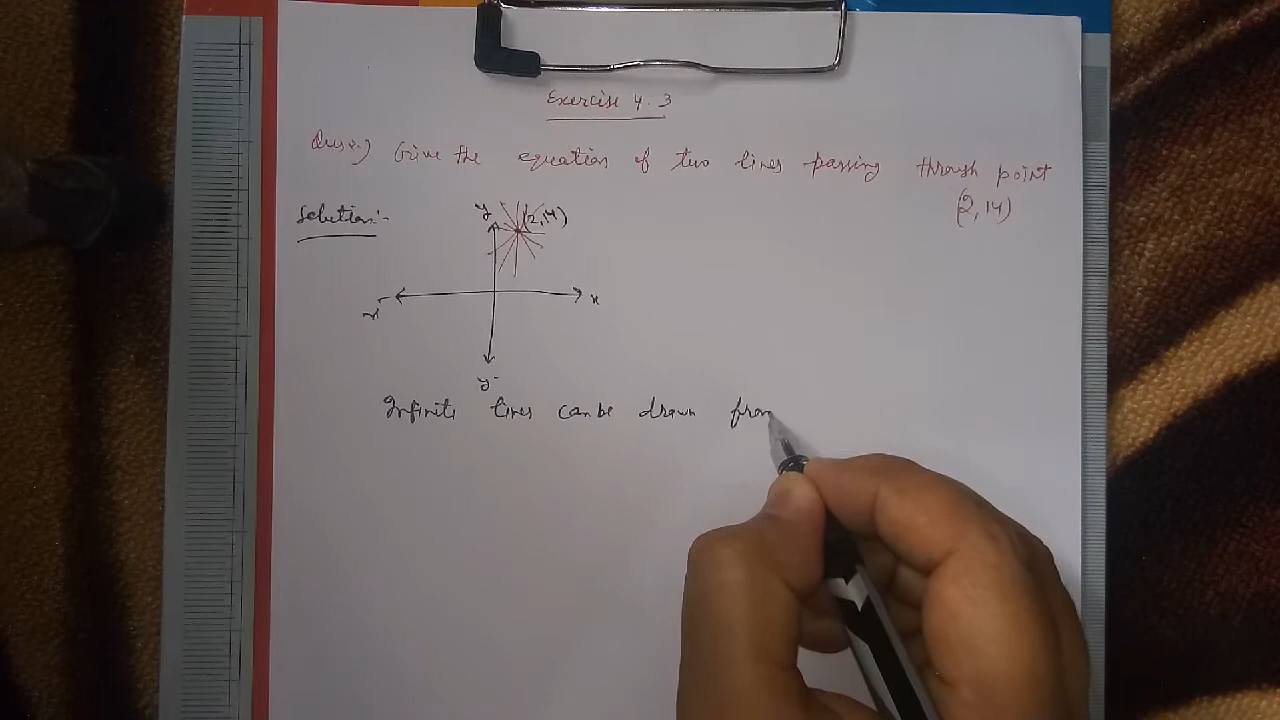 Exercise 4.3
Ques 2.) Give the equation of two lines passing through point
(2,14)
Solution:-
y
(2,14)
x'
x
y'
Infinite lines can be drawn from